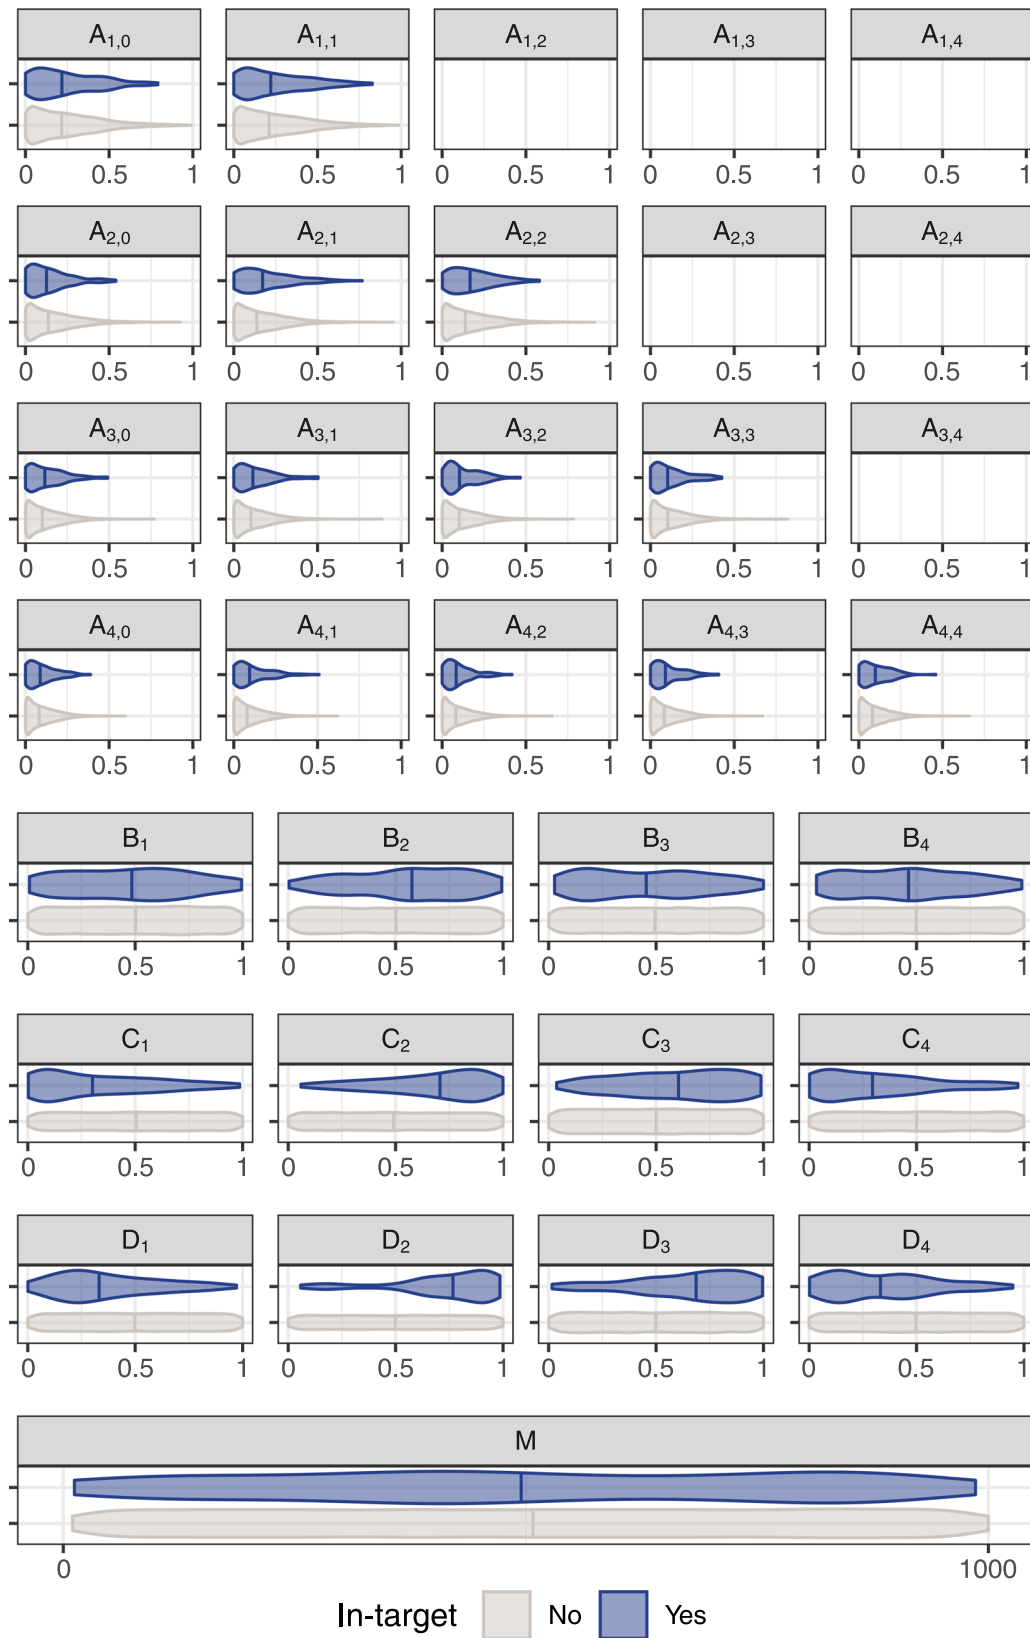 A1,0 A1,1 A1,2 A1,3 A1,4
0 0.5 1 0 0.5 1 0 0.5 1 0 0.5 1 0 0.5 1
A2,0 A2,1 A2,2 A2,3 A2,4
0 0.5 1 0 0.5 1 0 0.5 1 0 0.5 1 0 0.5 1
A3,0 A3,1 A3,2 A3,3 A3,4
0 0.5 1 0 0.5 1 0 0.5 1 0 0.5 1 0 0.5 1
A4,0 A4,1 A4,2 A4,3 A4,4
0 0.5 1 0 0.5 1 0 0.5 1 0 0.5 1 0 0.5 1
B1 B2 B3 B4
0 0.5 1 0 0.5 1 0 0.5 1 0 0.5 1
C1 C2 C3 C4
0 0.5 1 0 0.5 1 0 0.5 1 0 0.5 1
D1 D2 D3 D4
0 0.5 1 0 0.5 1 0 0.5 1 0 0.5 1
M
0 1000
In-target No Yes